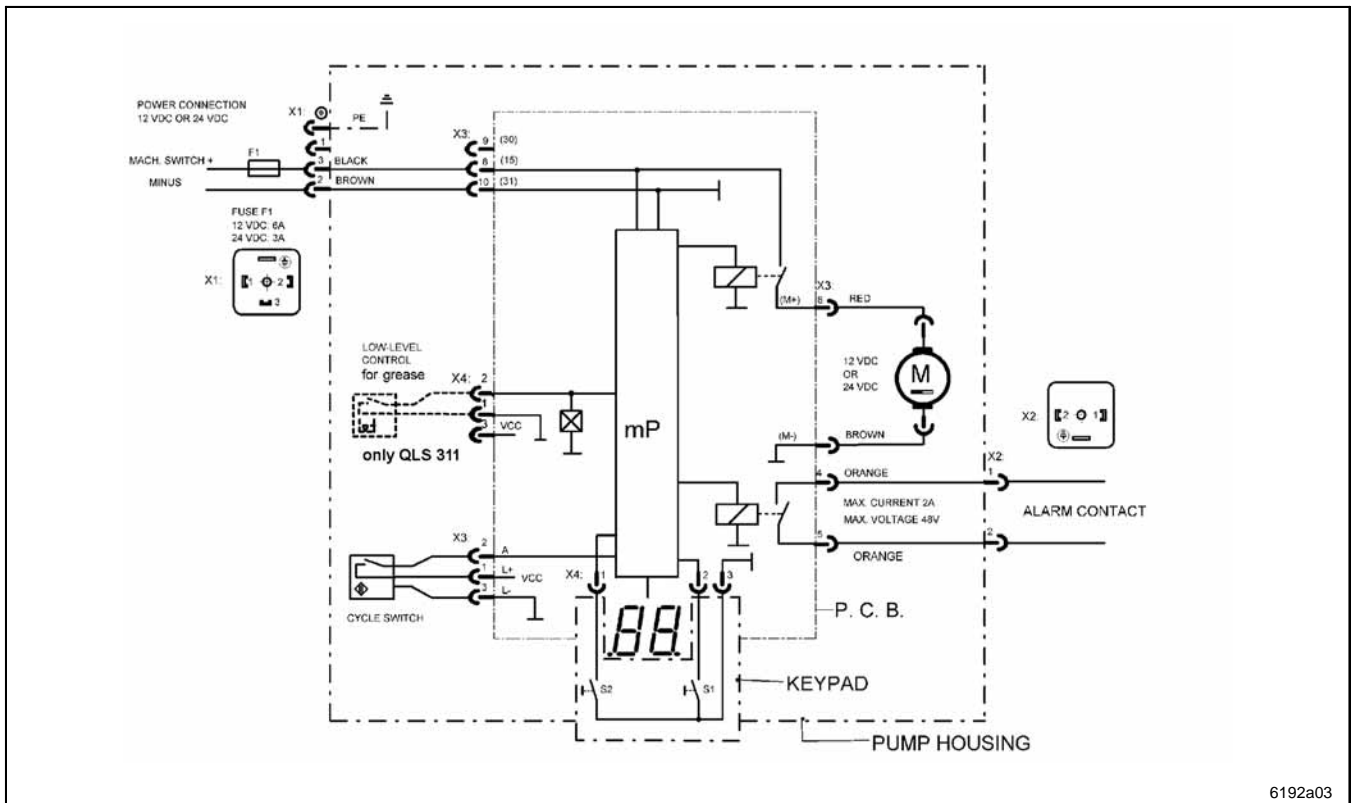 POWER CONNECTION
12 VDC OR 24 VDC
X1:
PE
1
X3:
9
(30)
MACH. SWITCH +
F1
3
BLACK
8
(15)
MINUS
2
BROWN
10
(31)
FUSE F1
12 VDC: 6A
24 VDC: 3A
X1:
1
2
3
(M+)
X3:
6
RED
LOW-LEVEL
CONTROL
for grease
X4:
2
1
3
VCC
only QLS 311
mP
12 VDC
OR
24 VDC
M
(M-)
BROWN
X2:
2
1
X2:
4
ORANGE
1
MAX. CURRENT 2A
MAX. VOLTAGE 48V
ALARM CONTACT
5
ORANGE
2
X3:
2
A
1
L+
VCC
3
L-
CYCLE SWITCH
X4:
1
2
3
P. C. B.
.8.8.
S2
S1
KEYPAD
PUMP HOUSING
6192a03